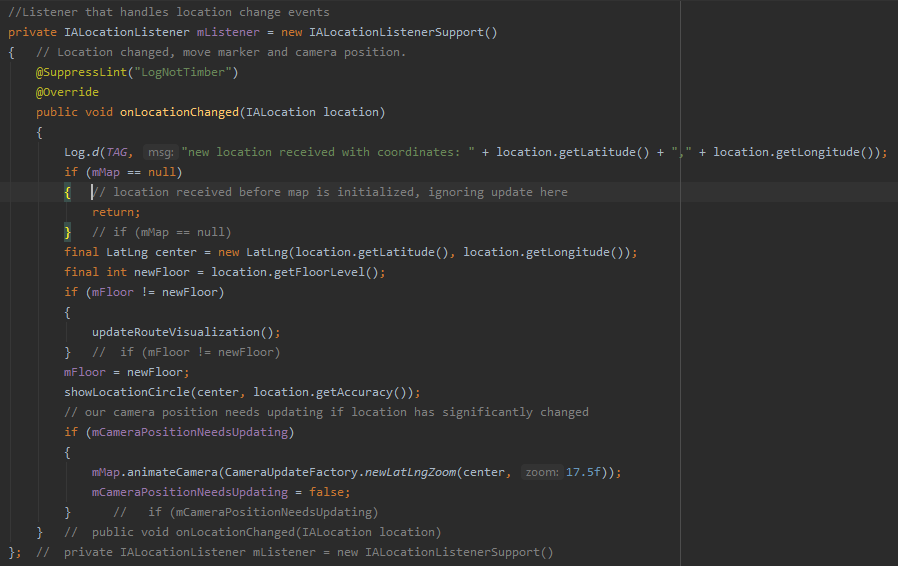 //Listener that handles location change events
private IALocationListener mListener = new IALocationListenerSupport()
{   // Location changed, move marker and camera position.
    @SuppressLint("LogNotTimber")
    @Override
    public void onLocationChanged(IALocation location)
    {
        Log.d(TAG, msg: "new location received with coordinates: " + location.getLatitude() + "," + location.getLongitude());
        if (mMap == null)
        {   // location received before map is initialized, ignoring update here
            return;
        }   // if (mMap == null)
        final LatLng center = new LatLng(location.getLatitude(), location.getLongitude());
        final int newFloor = location.getFloorLevel();
        if (mFloor != newFloor)
        {
            updateRouteVisualization();
        }   //  if (mFloor != newFloor)
        mFloor = newFloor;
        showLocationCircle(center, location.getAccuracy());
        // our camera position needs updating if location has significantly changed
        if (mCameraPositionNeedsUpdating)
        {
            mMap.animateCamera(CameraUpdateFactory.newLatLngZoom(center, zoom: 17.5f));
            mCameraPositionNeedsUpdating = false;
        }      //   if (mCameraPositionNeedsUpdating)
    }   //  public void onLocationChanged(IALocation location)
};  //  private IALocationListener mListener = new IALocationListenerSupport()